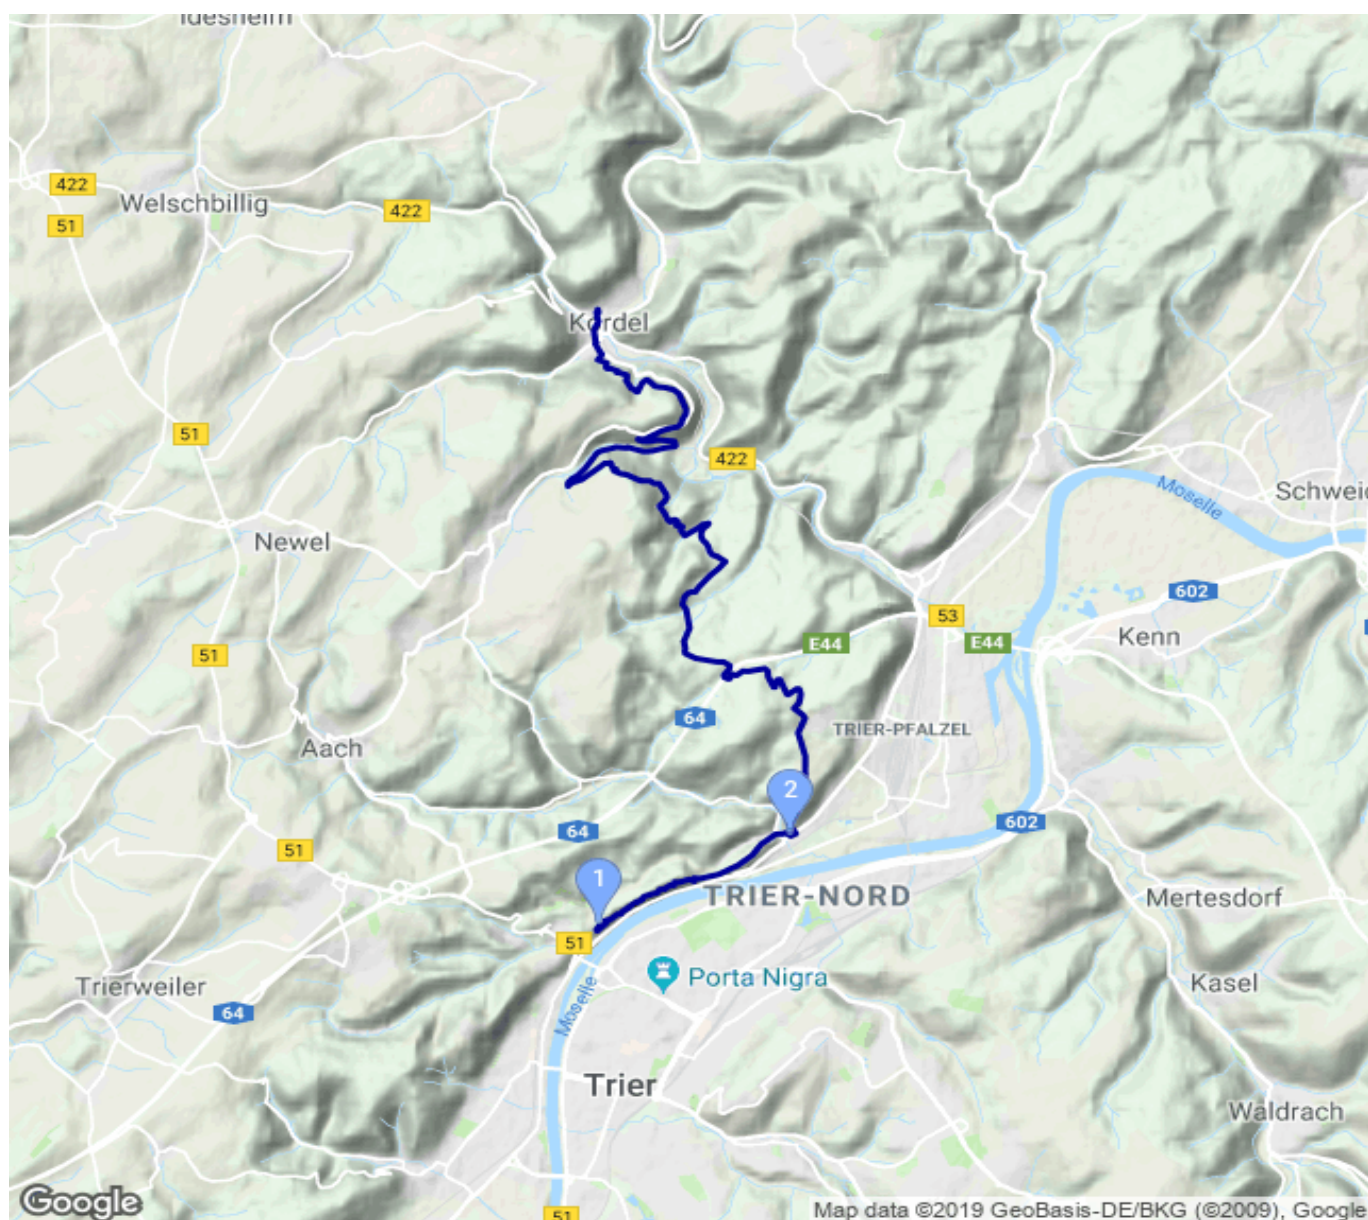 Idesheim
422
Welschbillig
422
51
Kordel
51
422
Moselle
Schweic
Newel
602
53
Kenn
E44
E44
51
64
TRIER-PFALZEL
Aach
2
602
64
51
1
TRIER-NORD
Mertesdorf
51
Porta Nigra
Kasel
Trierweiler
64
Moselle
Trier
Waldrach
Google
51
Map data ©2019 GeoBasis-DE/BKG (©2009), Google